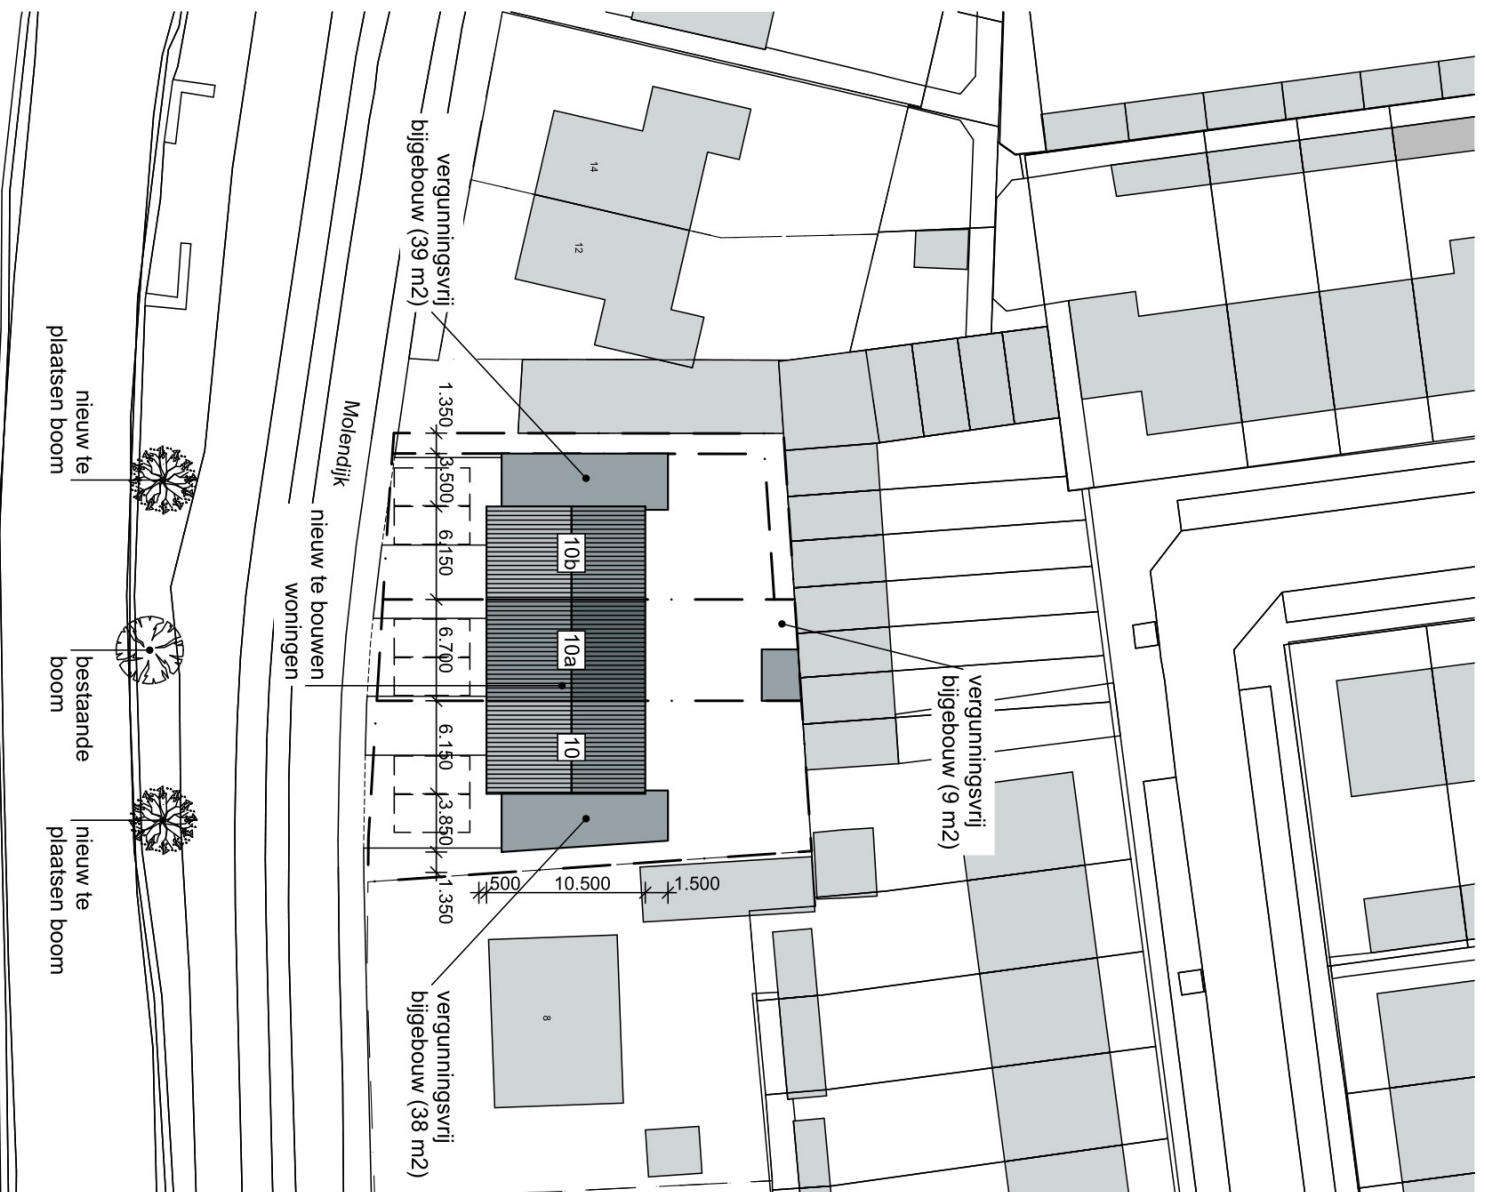 14
12
vergunningsvrij
bijgebouw (39 m2)
Molendijk
nieuw te
plaatsen boom
bestaande
boom
nieuw te
plaatsen boom
nieuw te bouwen
woningen
1.350
3.500
6.150
6.700
6.150
3.850
1.350
10b
10a
10
500
10.500
1.500
vergunningsvrij
bijgebouw (9 m2)
vergunningsvrij
bijgebouw (38 m2)
8